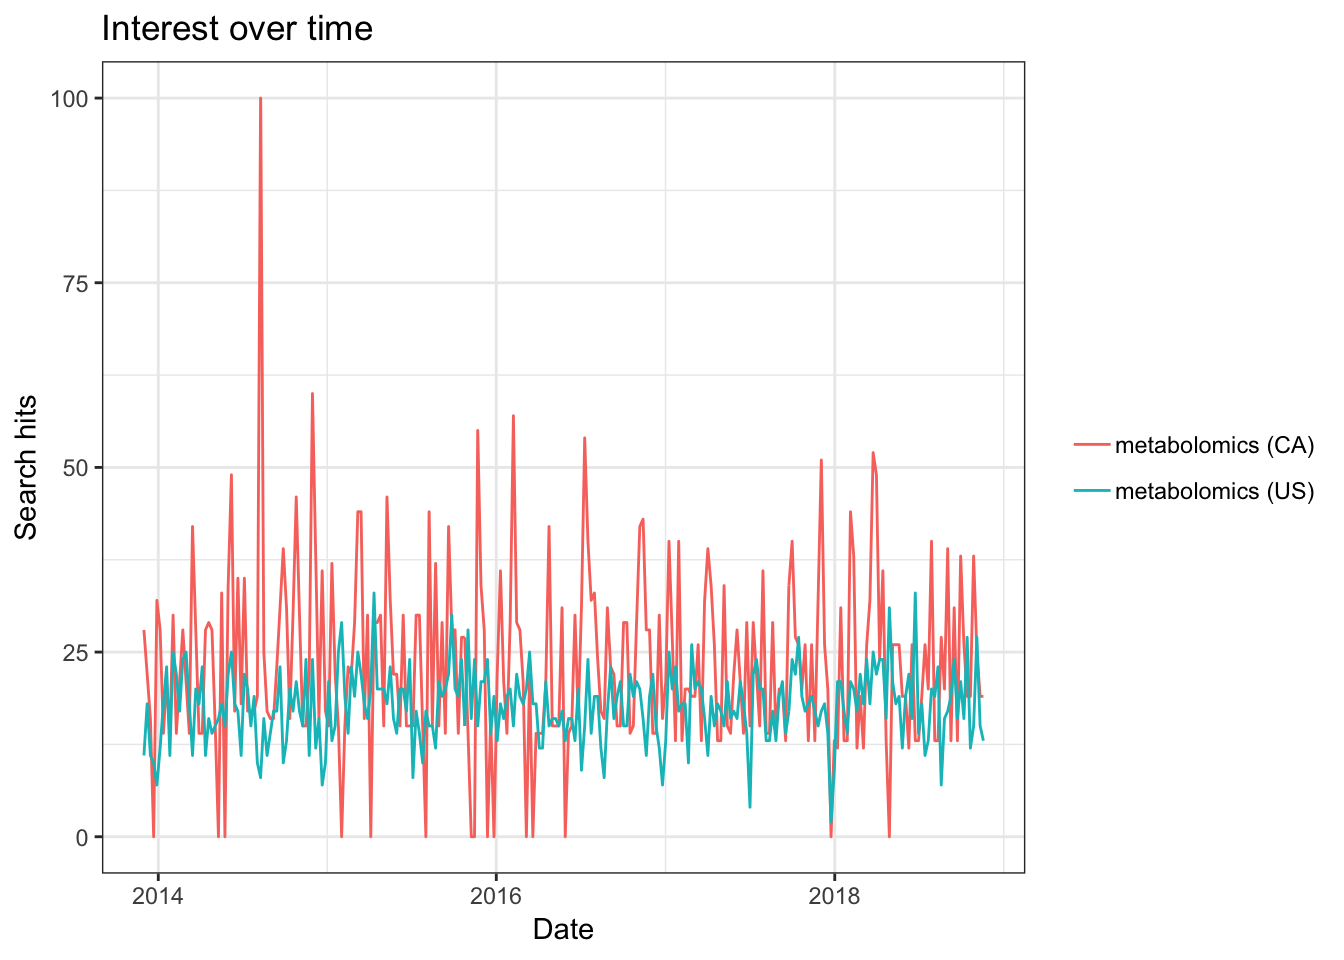 Interest over time
100
75
50
25
0
Search hits
2014
2016
2018
Date
metabolomics (CA)
metabolomics (US)